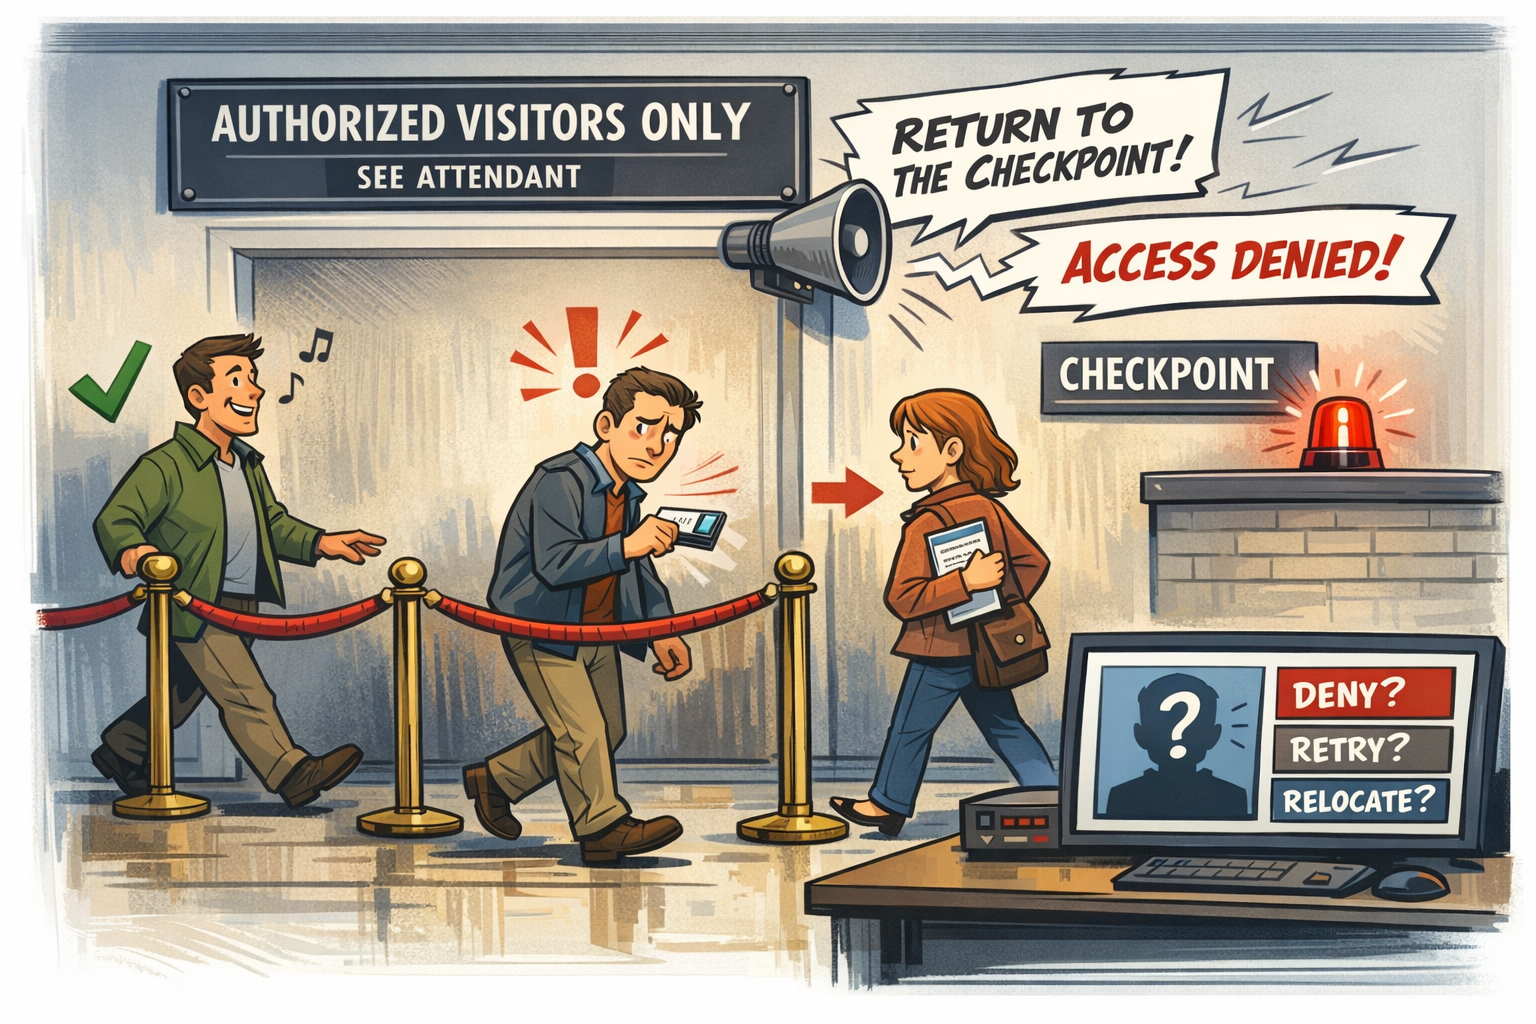 AUTHORIZED VISITORS ONLY
SEE ATTENDANT
RETURN TO
THE CHECKPOINT!
ACCESS DENIED!
!
CHECKPOINT
?
DENY?
RETRY?
RELOCATE?